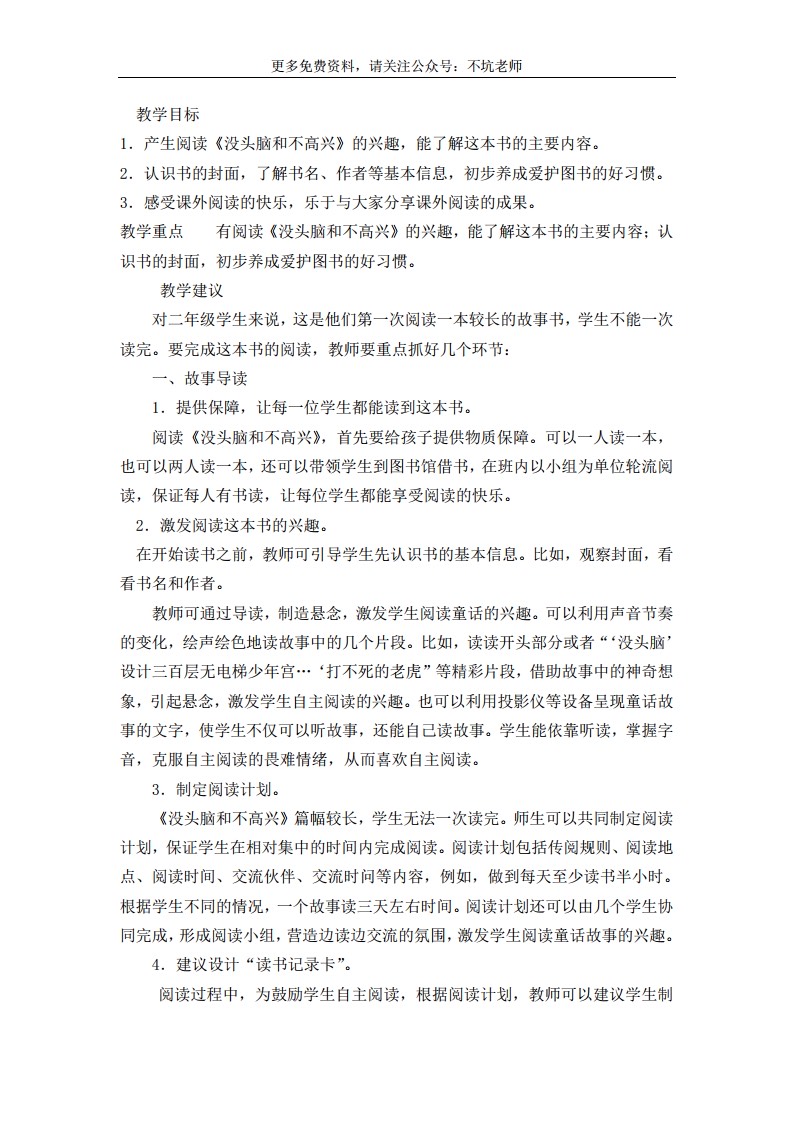 更多免费资料，请关注公众号：不坑老师
教学目标
1．产生阅读《没头脑和不高兴》的兴趣，能了解这本书的主要内容。
2．认识书的封面，了解书名、作者等基本信息，初步养成爱护图书的好习惯。
3．感受课外阅读的快乐，乐于与大家分享课外阅读的成果。
教学重点　　有阅读《没头脑和不高兴》的兴趣，能了解这本书的主要内容；认
识书的封面，初步养成爱护图书的好习惯。
教学建议
对二年级学生来说，这是他们第一次阅读一本较长的故事书，学生不能一次
读完。要完成这本书的阅读，教师要重点抓好几个环节：
一、故事导读
1．提供保障，让每一位学生都能读到这本书。
阅读《没头脑和不高兴》，首先要给孩子提供物质保障。可以一人读一本，
也可以两人读一本，还可以带领学生到图书馆借书，在班内以小组为单位轮流阅
读，保证每人有书读，让每位学生都能享受阅读的快乐。
2．激发阅读这本书的兴趣。
在开始读书之前，教师可引导学生先认识书的基本信息。比如，观察封面，看
看书名和作者。
教师可通过导读，制造悬念，激发学生阅读童话的兴趣。可以利用声音节奏
的变化，绘声绘色地读故事中的几个片段。比如，读读开头部分或者“‘没头脑’
设计三百层无电梯少年宫…‘打不死的老虎”等精彩片段，借助故事中的神奇想
象，引起悬念，激发学生自主阅读的兴趣。也可以利用投影仪等设备呈现童话故
事的文字，使学生不仅可以听故事，还能自己读故事。学生能依靠听读，掌握字
音，克服自主阅读的畏难情绪，从而喜欢自主阅读。
3．制定阅读计划。
《没头脑和不高兴》篇幅较长，学生无法一次读完。师生可以共同制定阅读
计划，保证学生在相对集中的时间内完成阅读。阅读计划包括传阅规则、阅读地
点、阅读时间、交流伙伴、交流时问等内容，例如，做到每天至少读书半小时。
根据学生不同的情况，一个故事读三天左右时间。阅读计划还可以由几个学生协
同完成，形成阅读小组，营造边读边交流的氛围，激发学生阅读童话故事的兴趣。
4．建议设计“读书记录卡”。
阅读过程中，为鼓励学生自主阅读，根据阅读计划，教师可以建议学生制